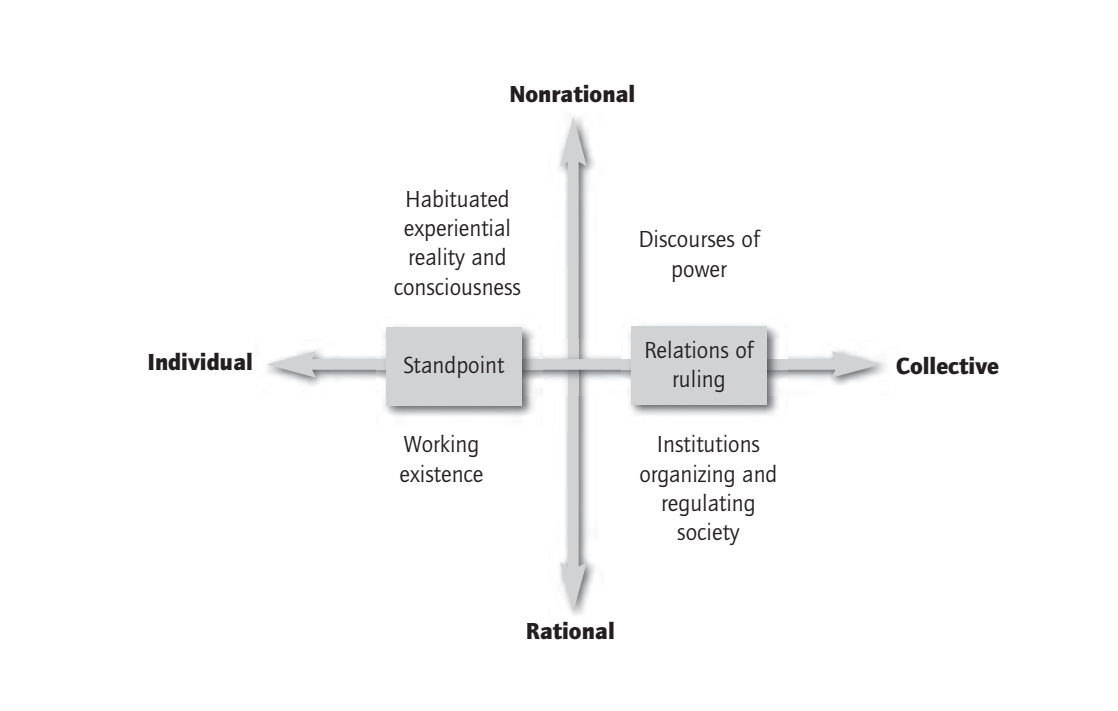 Nonrational
Habituated
experiential
reality and
consciousness
Discourses of
power
Individual
Standpoint
Relations of
ruling
Collective
Working
existence
Institutions
organizing and
regulating
society
Rational